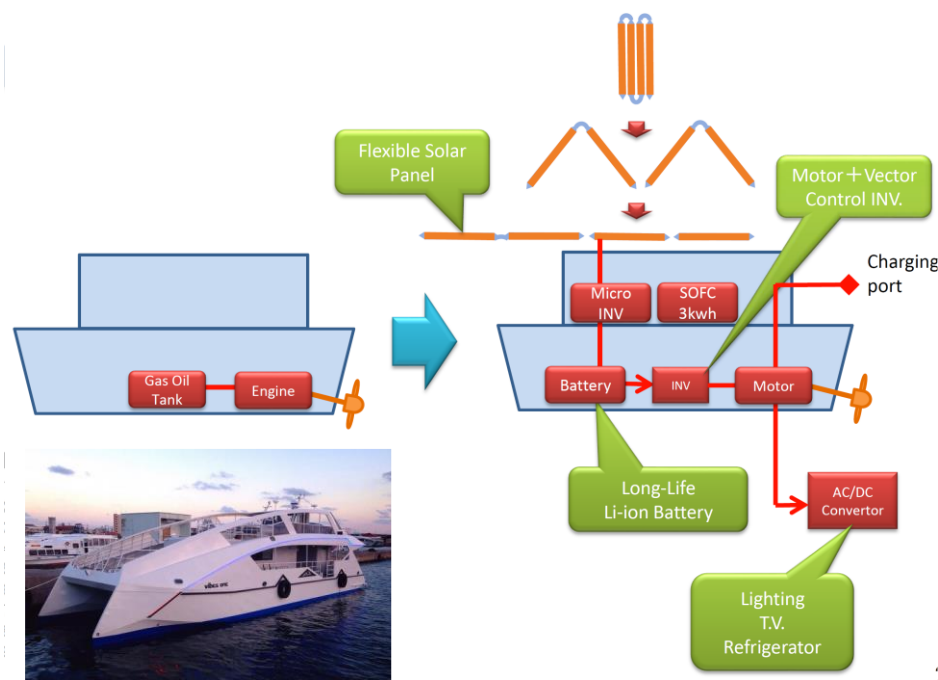 Flexible Solar
Panel
Motor＋Vector
Control INV.
Charging
port
Micro
INV
SOFC
3kwh
Gas Oil
Tank
Engine
Battery
INV
Motor
Long-Life
Li-ion Battery
AC/DC
Convertor
Lighting
T.V.
Refrigerator